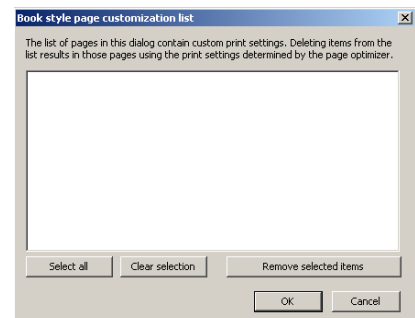 Book style page customization list
The list of pages in this dialog contain custom print settings. Deleting items from the
list results in those pages using the print settings determined by the page optimizer.
Select all
Clear selection
Remove selected items
OK
Cancel